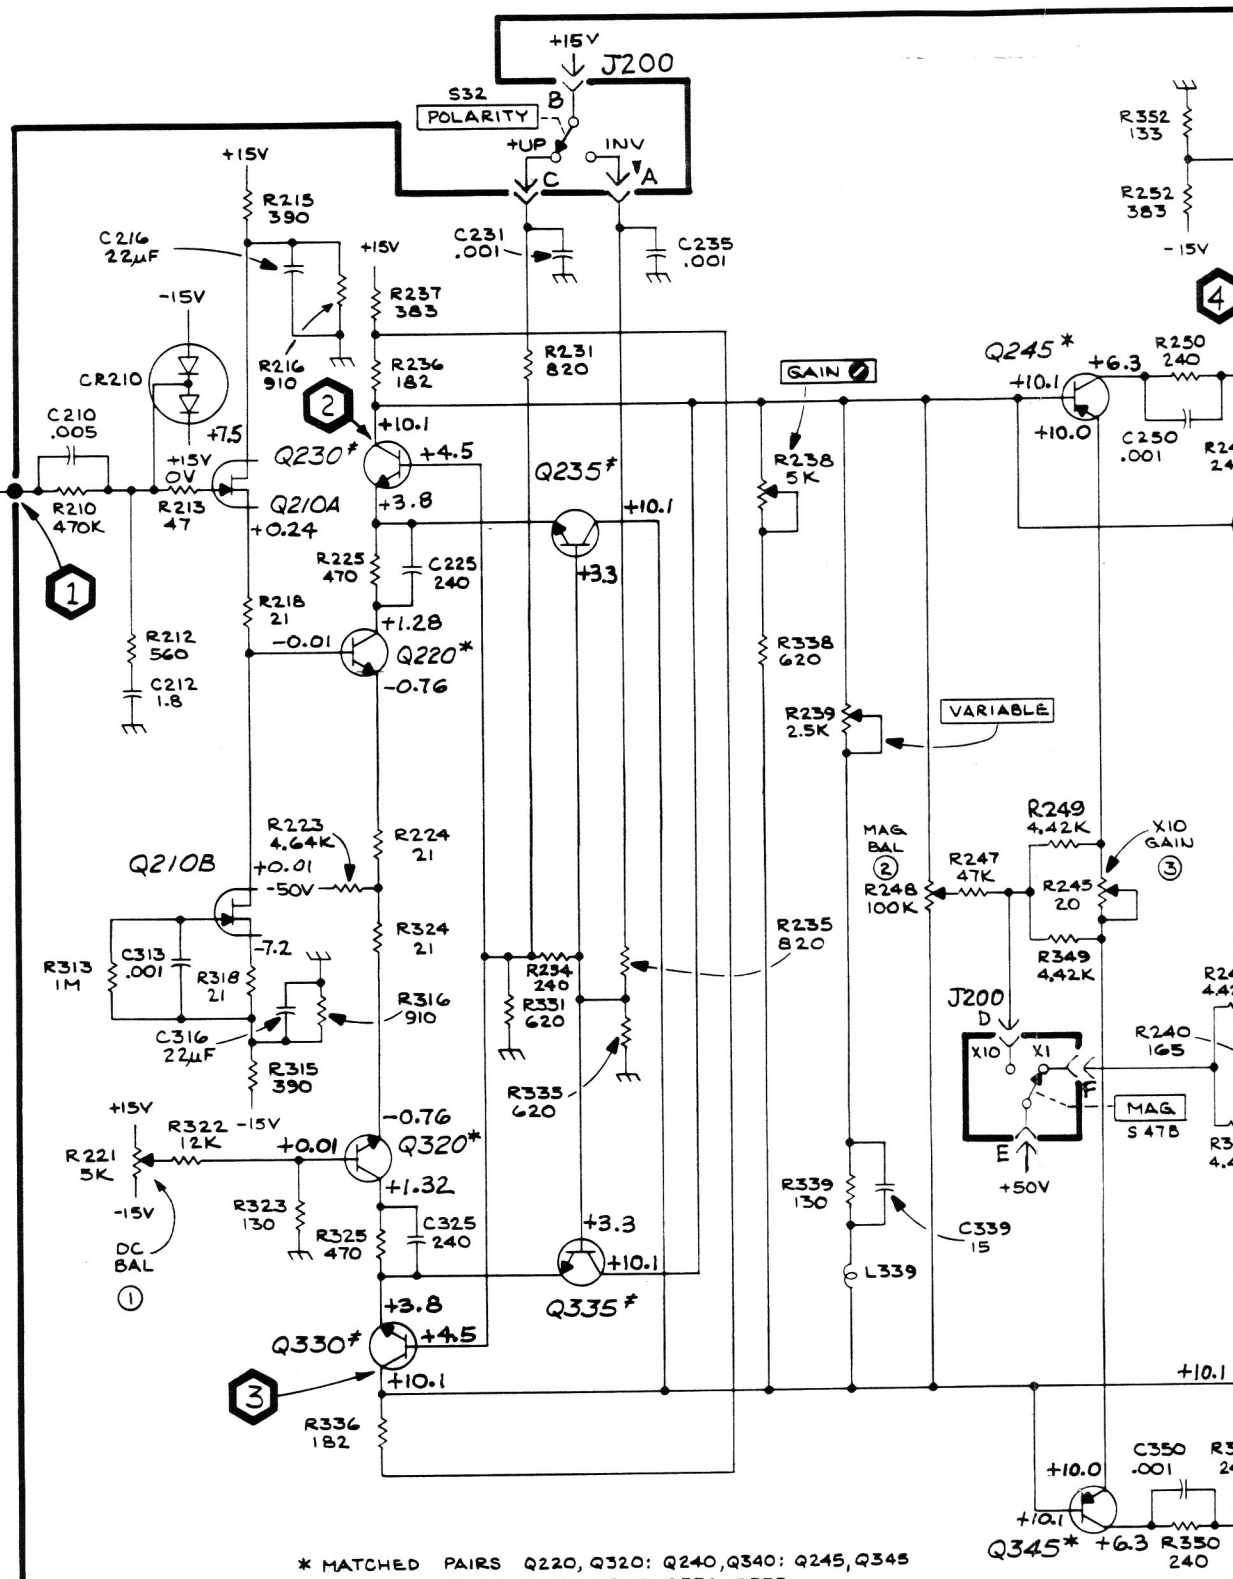 +15V
J200
B
S32
POLARITY
+UP
INV
C
A
R352
133
R252
383
-15V
4
+15V
R215
390
C216
22µF
+15V
C231
.001
C235
.001
-15V
R237
383
CR210
R216
910
R236
182
R231
820
GAIN
Q245*
+6.3
R250
240
+10.1
+10.0
C250
.001
2
C210
.005
+7.5
+15V
0V
Q230≠
+10.1
+4.5
Q235≠
R238
5K
R210
470K
R213
47
Q210A
+0.24
+3.8
+10.1
+3.3
1
R225
470
C225
240
R218
21
-0.01
+1.28
Q220*
-0.76
R212
560
C212
1.8
R338
620
R239
2.5K
VARIABLE
R223
4.64K
R224
21
Q210B
+0.01
-50V
MAG
BAL
2
R248
100K
R247
47K
R249
4.42K
X10
GAIN
3
R245
20
R349
4.42K
R235
820
R324
21
R313
1M
C313
.001
-7.2
R318
21
R316
910
C316
22µF
R234
240
R331
620
R335
620
R315
390
-15V
J200
D
X10
X1
F
R240
165
MAG
S47B
E
+50V
+15V
R322
12K
R221
5K
-15V
+0.01
-0.76
Q320*
+1.32
R323
130
R325
470
C325
240
DC
BAL
1
+3.3
+10.1
Q335≠
R339
130
C339
15
L339
+3.8
Q330≠
+4.5
+10.1
3
R336
182
+10.1
+10.0
C350
.001
+10.1
Q345*
+6.3
R350
240
* MATCHED PAIRS Q220, Q320: Q240, Q340: Q245, Q345